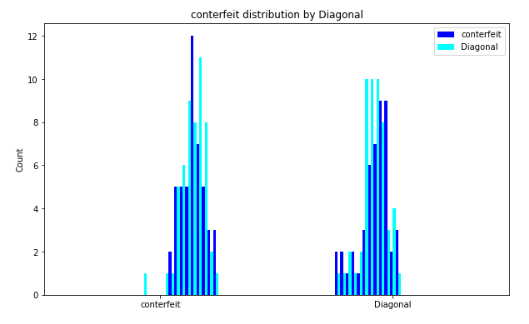 conterfeit distribution by Diagonal
conterfeit
Diagonal
Count
12
10
8
6
4
2
0
conterfeit
Diagonal